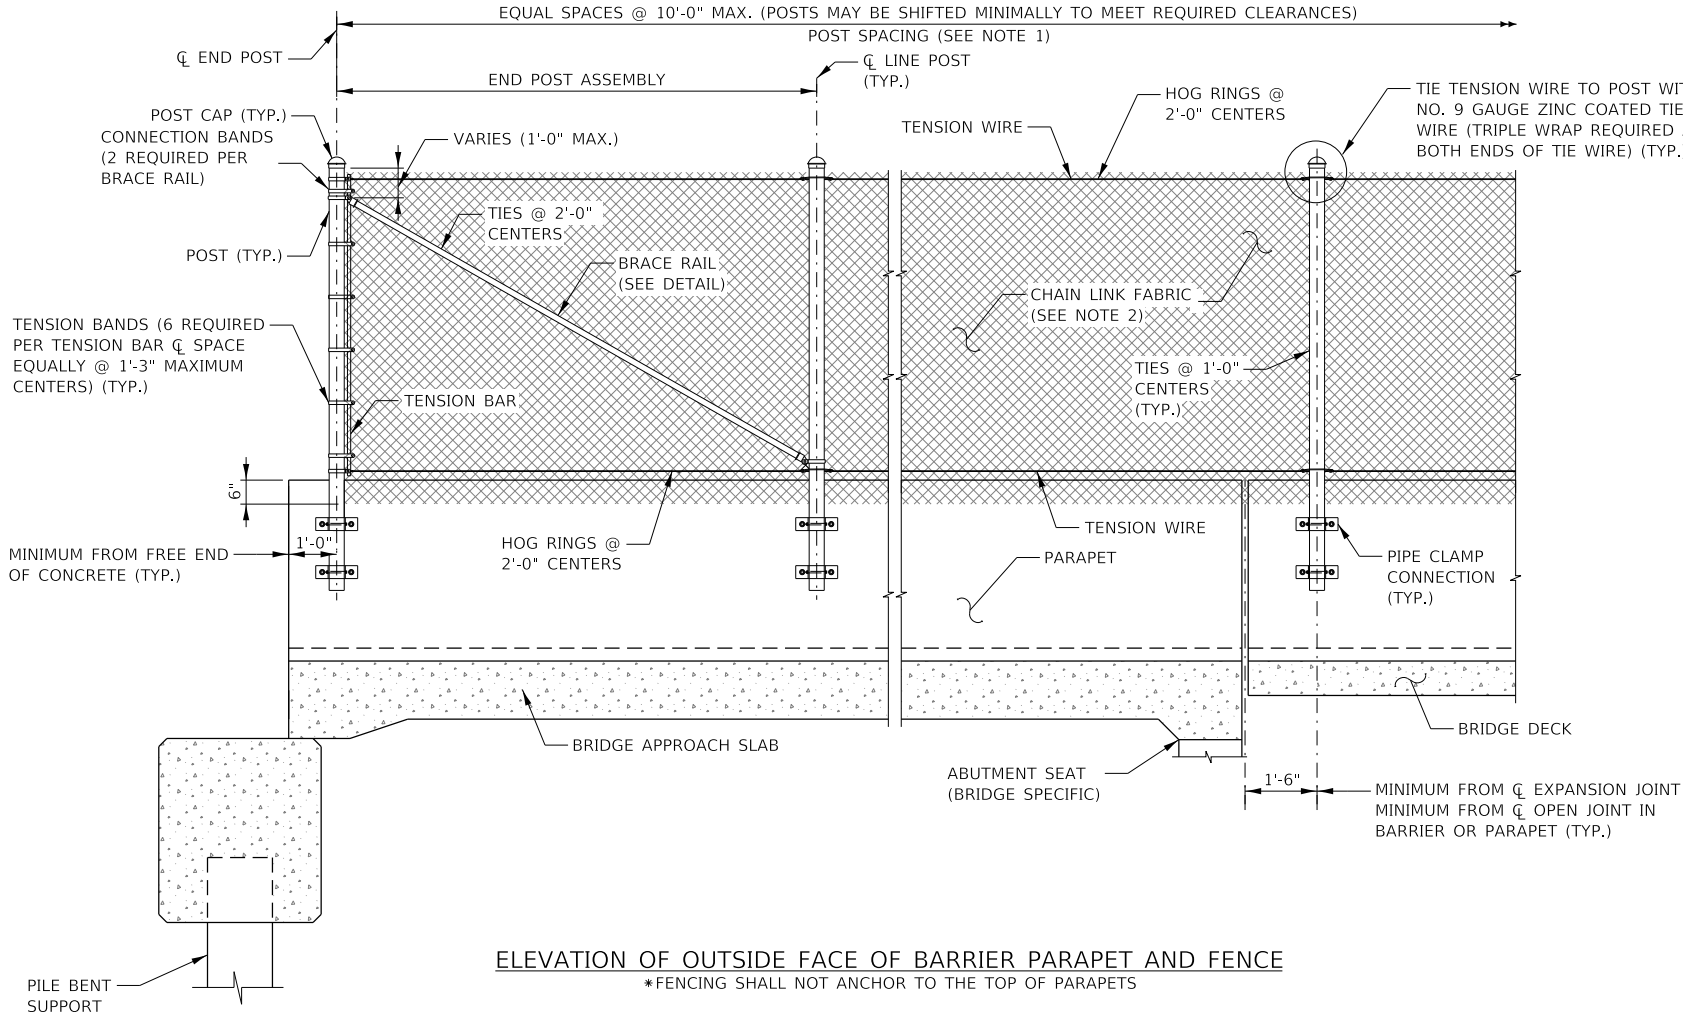 EQUAL SPACES @ 10'-0" MAX. (POSTS MAY BE SHIFTED MINIMALLY TO MEET REQUIRED CLEARANCES)
POST SPACING (SEE NOTE 1)
℄ END POST
END POST ASSEMBLY
℄ LINE POST
(TYP.)
POST CAP (TYP.)
CONNECTION BANDS
(2 REQUIRED PER
BRACE RAIL)
VARIES (1'-0" MAX.)
TENSION WIRE
HOG RINGS @
2'-0" CENTERS
TIE TENSION WIRE TO POST
NO. 9 GAUGE ZINC COATED TIE
WIRE (TRIPLE WRAP REQUIRED
BOTH ENDS OF TIE WIRE) (TYP.
POST (TYP.)
TIES @ 2'-0"
CENTERS
BRACE RAIL
(SEE DETAIL)
CHAIN LINK FABRIC
(SEE NOTE 2)
TENSION BANDS (6 REQUIRED
PER TENSION BAR ℄ SPACE
EQUALLY @ 1'-3" MAXIMUM
CENTERS) (TYP.)
TIES @ 1'-0"
CENTERS
(TYP.)
TENSION BAR
6"
1'-0"
MINIMUM FROM FREE END
OF CONCRETE (TYP.)
HOG RINGS @
2'-0" CENTERS
TENSION WIRE
PARAPET
PIPE CLAMP
CONNECTION
(TYP.)
BRIDGE APPROACH SLAB
BRIDGE DECK
ABUTMENT SEAT
(BRIDGE SPECIFIC)
1'-6"
MINIMUM FROM ℄ EXPANSION JOINT
MINIMUM FROM ℄ OPEN JOINT IN
BARRIER OR PARAPET (TYP.)
PILE BENT
SUPPORT
ELEVATION OF OUTSIDE FACE OF BARRIER PARAPET AND FENCE
*FENCING SHALL NOT ANCHOR TO THE TOP OF PARAPETS